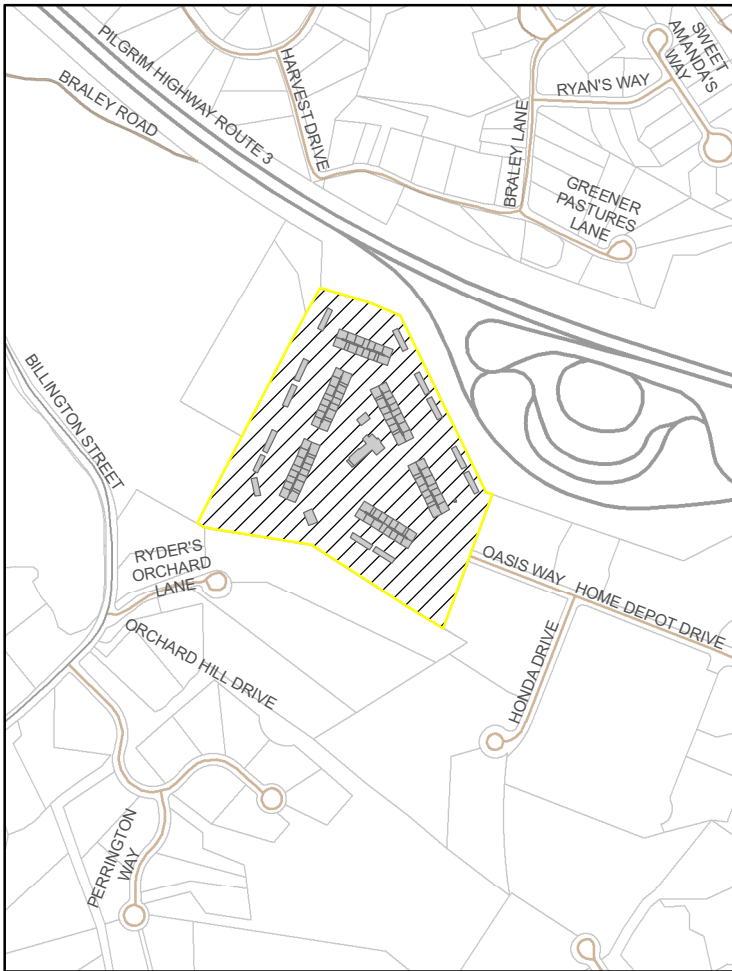 PILGRIM HIGHWAY ROUTE 3
BRALEY ROAD
HARVEST DRIVE
BRALEY LANE
RYAN'S WAY
SWEET
AMANDA'S
WAY
GREENER
PASTURES
LANE
BILLINGTON STREET
RYDER'S
ORCHARD
LANE
ORCHARD HILL DRIVE
OASIS WAY
HOME DEPOT DRIVE
HONDA DRIVE
PERRINGTON
WAY